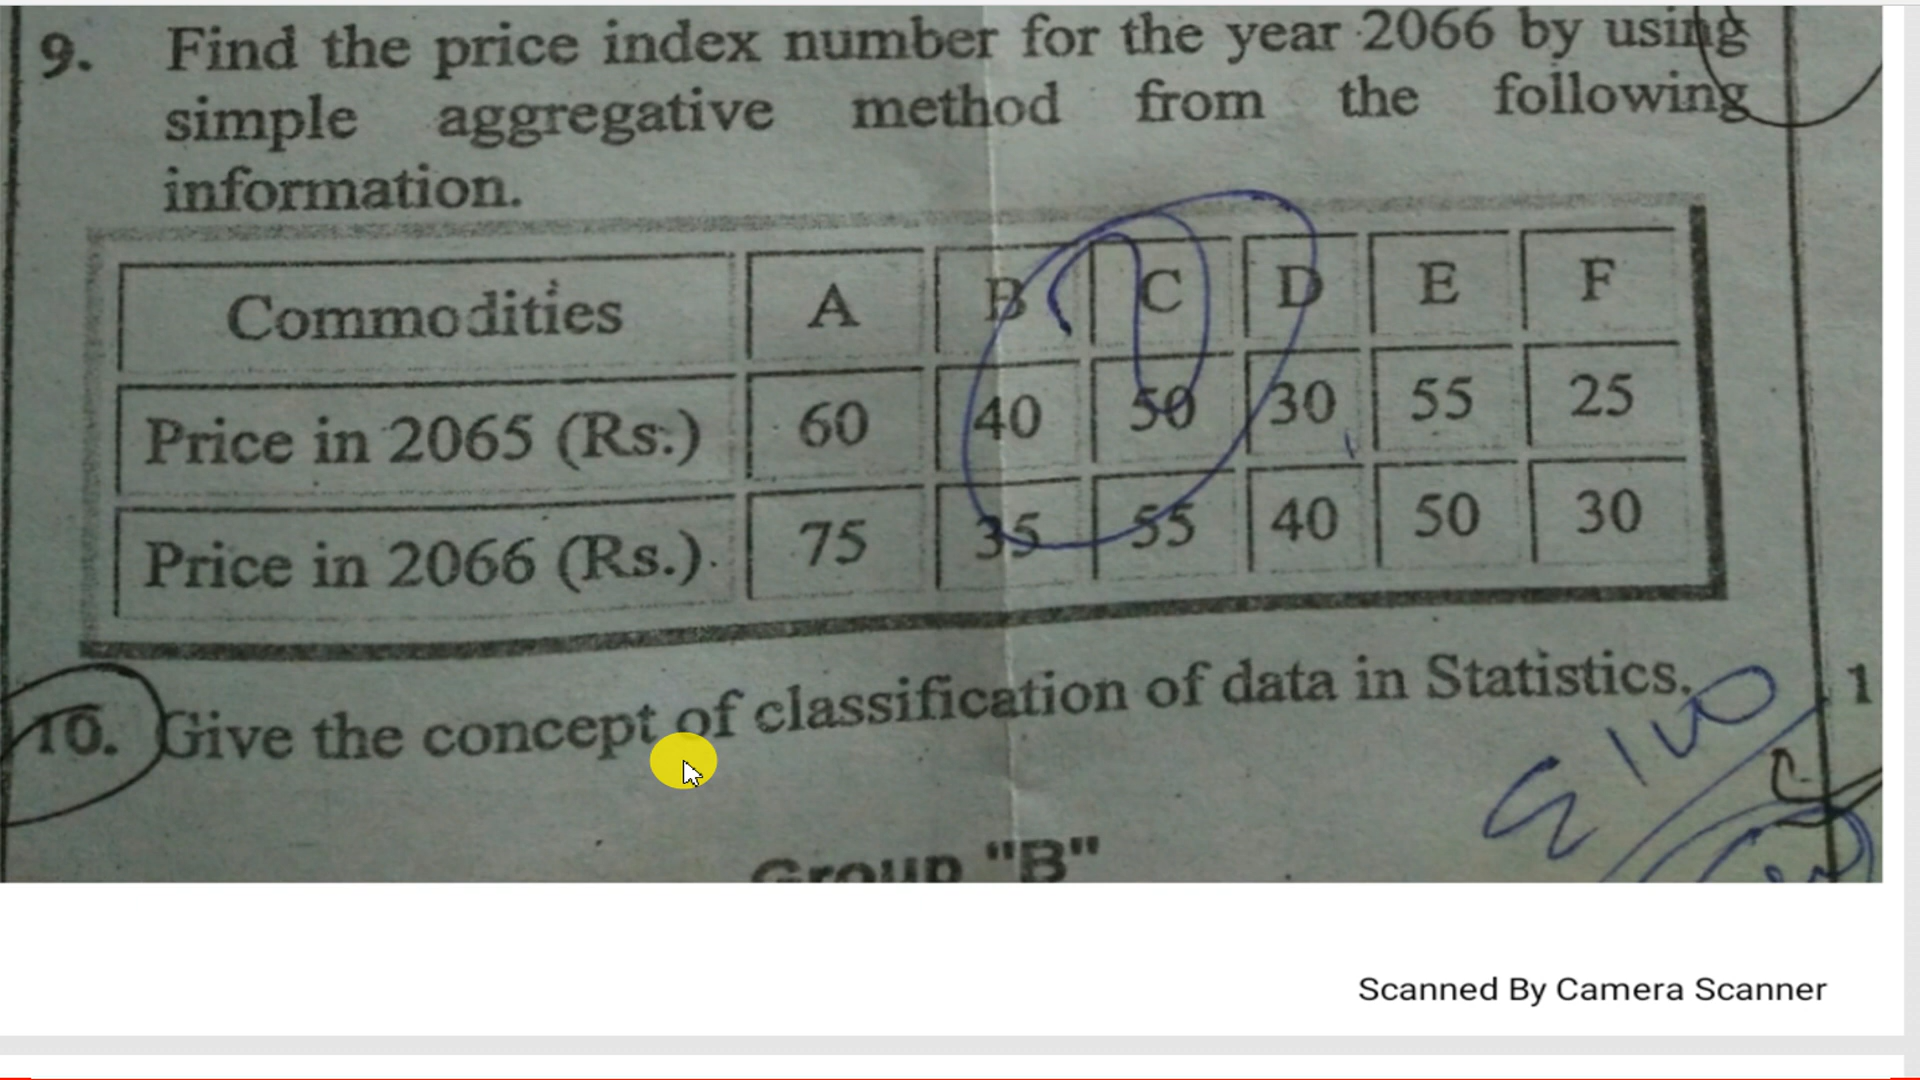 9. Find the price index number for the year 2066 by using
simple aggregative method from the following
information.
Commodities A B C D E F
Price in 2065 (Rs.) 60 40 50 30 55 25
Price in 2066 (Rs.) 75 35 55 40 50 30
10. Give the concept of classification of data in Statistics. 1
Group "B"
Scanned By Camera Scanner